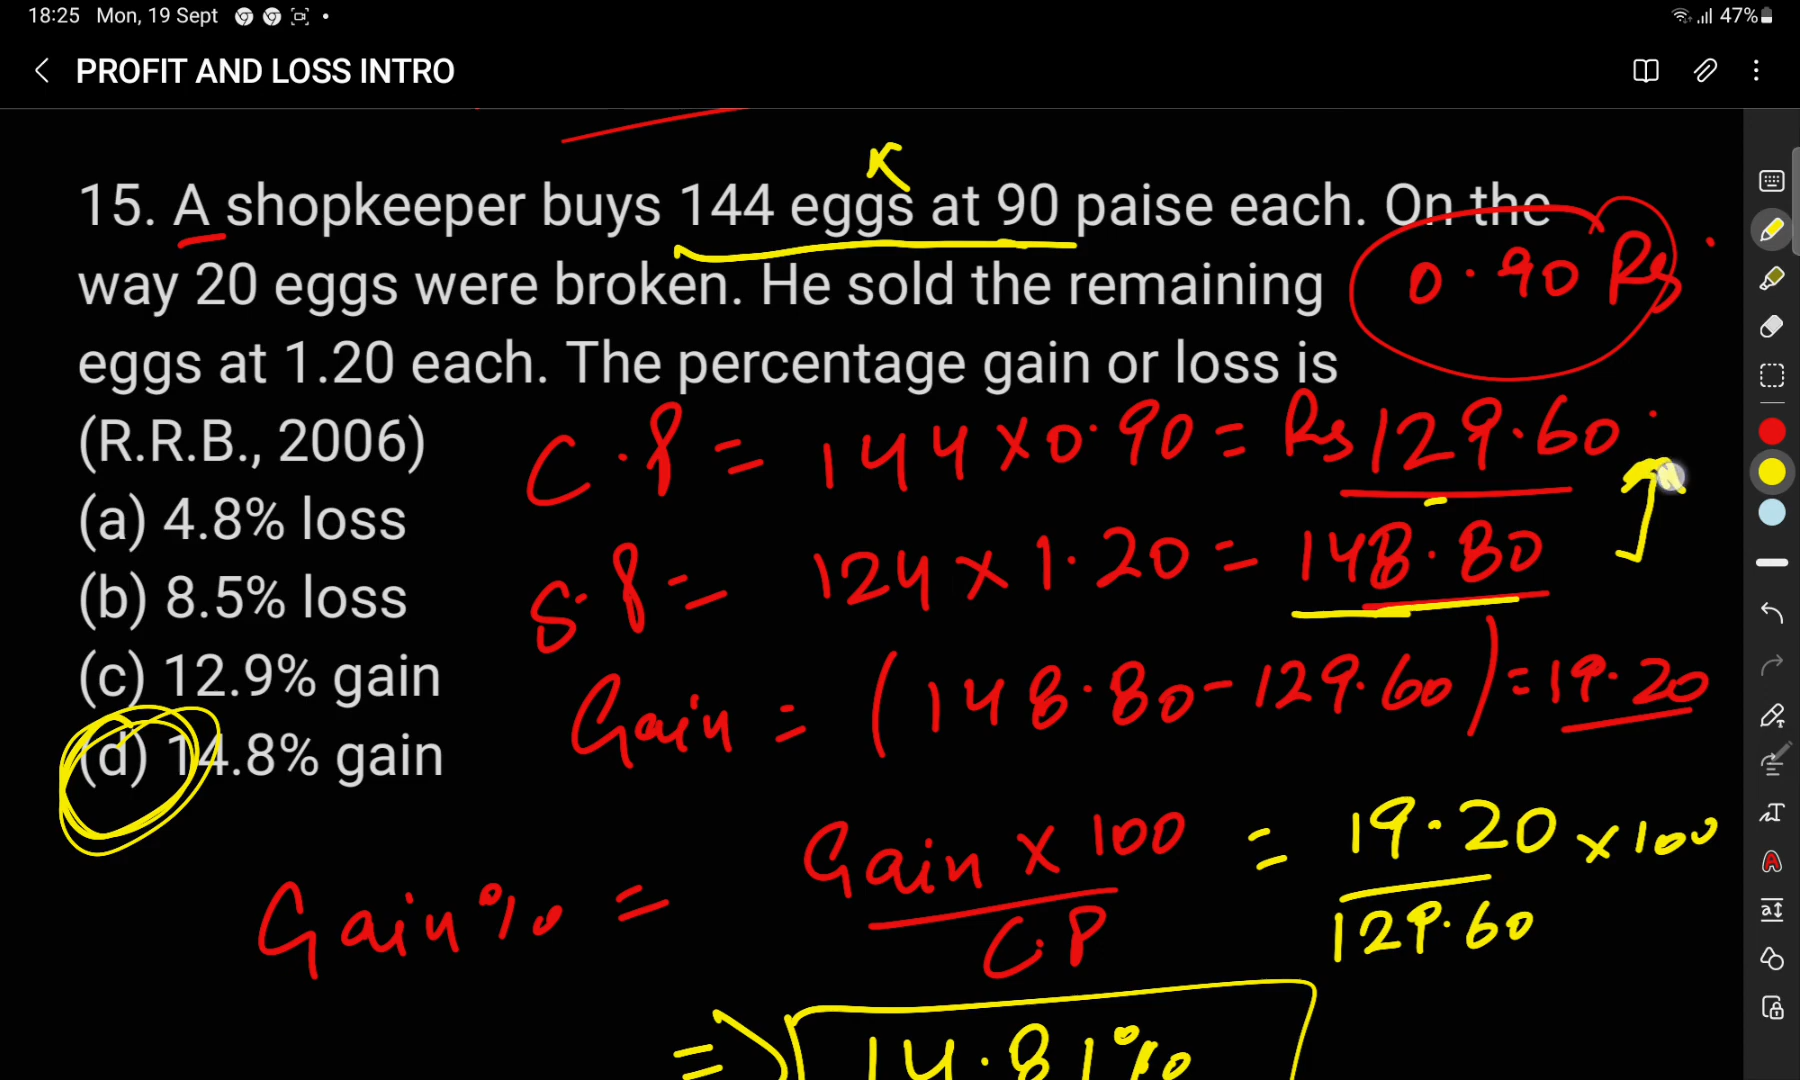 18:25 Mon, 19 Sept 47%
PROFIT AND LOSS INTRO
15. A shopkeeper buys 144 eggs at 90 paise each. On the
way 20 eggs were broken. He sold the remaining
0.90 Rs
eggs at 1.20 each. The percentage gain or loss is
(R.R.B., 2006)
C.P = 144 x 0.90 = Rs 129.60
(a) 4.8% loss
S.P = 124 x 1.20 = 148.80
(b) 8.5% loss
(c) 12.9% gain
Gain = (148.80 - 129.60) = 19.20
(d) 14.8% gain
Gain% = Gain x 100 / C.P = 19.20 / 129.60 x 100
= 14.81%